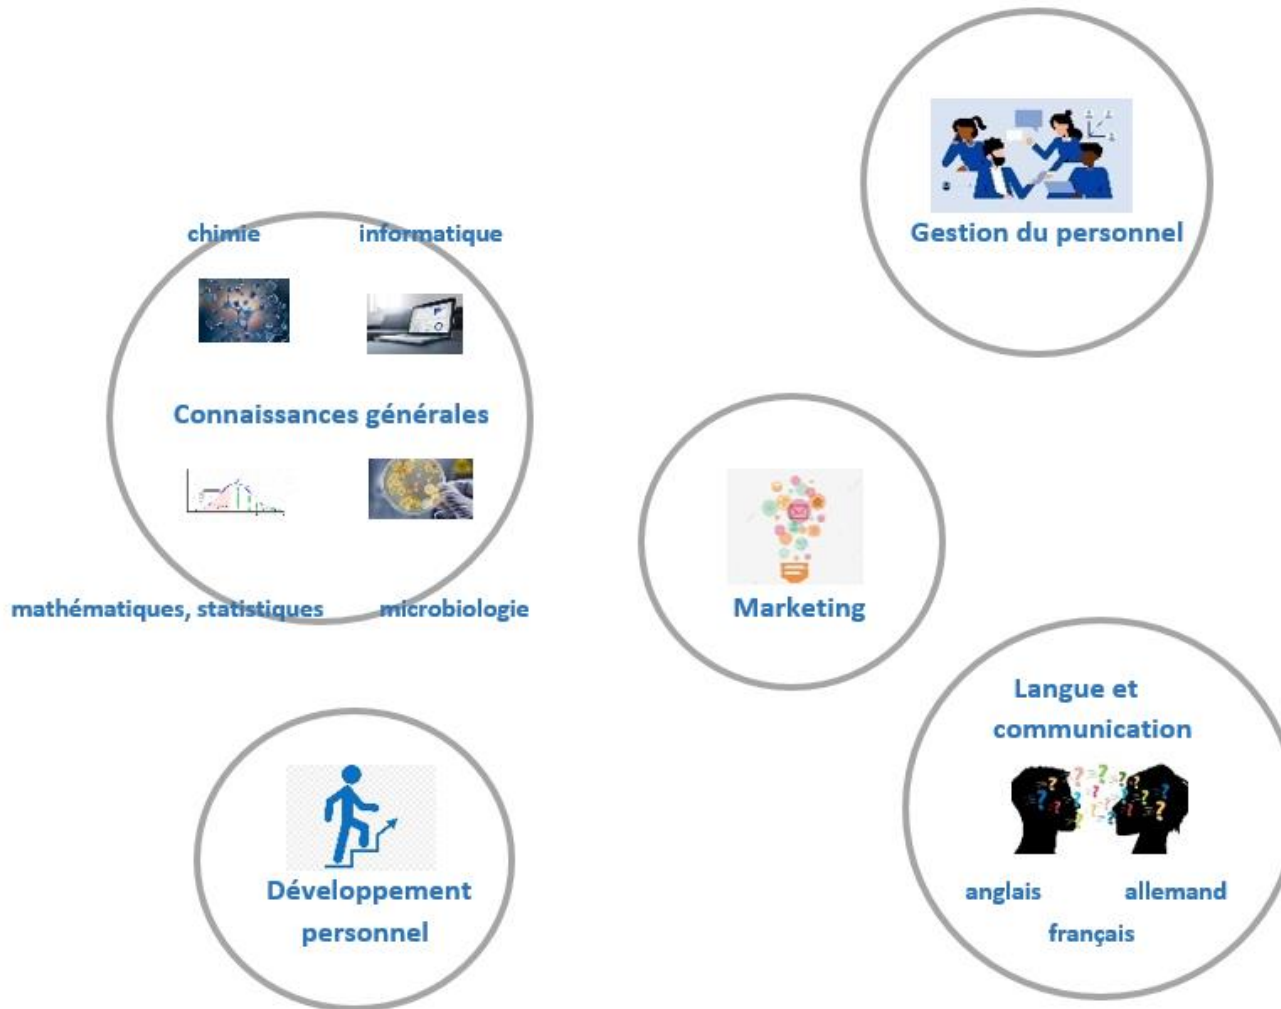 Gestion du personnel
chimie
informatique
Connaissances générales
mathématiques, statistiques
microbiologie
Marketing
Langue et
communication
anglais
allemand
français
Développement
personnel